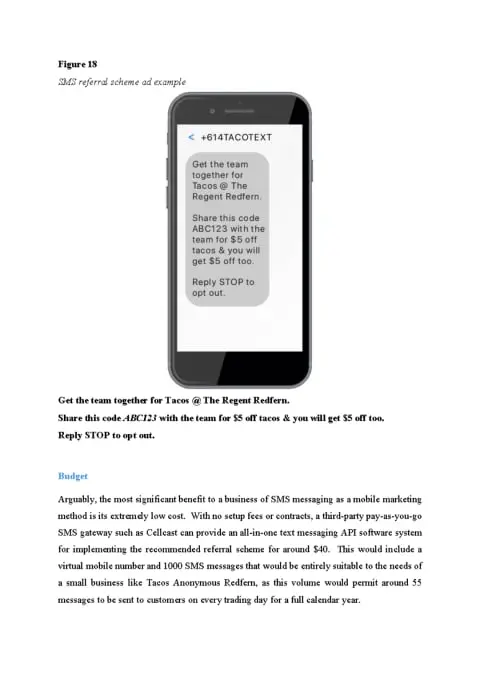 Figure 18
SMS referral scheme ad example
< +614TACOTEXT
Get the team
together for
Tacos @ The
Regent Redfern.
Share this code
ABC123 with the
team for $5 off
tacos & you will
get $5 off too.
Reply STOP to
opt out.
Get the team together for Tacos @ The Regent Redfern.
Share this code ABC123 with the team for $5 off tacos & you will get $5 off too.
Reply STOP to opt out.
Budget
Arguably, the most significant benefit to a business of SMS messaging as a mobile marketing
method is its extremely low cost. With no setup fees or contracts, a third-party pay-as-you-go
SMS gateway such as Cellcast can provide an all-in-one text messaging API software system
for implementing the recommended referral scheme for around $40. This would include a
virtual mobile number and 1000 SMS messages that would be entirely suitable to the needs of
a small business like Tacos Anonymous Redfern, as this volume would permit around 55
messages to be sent to customers on every trading day for a full calendar year.